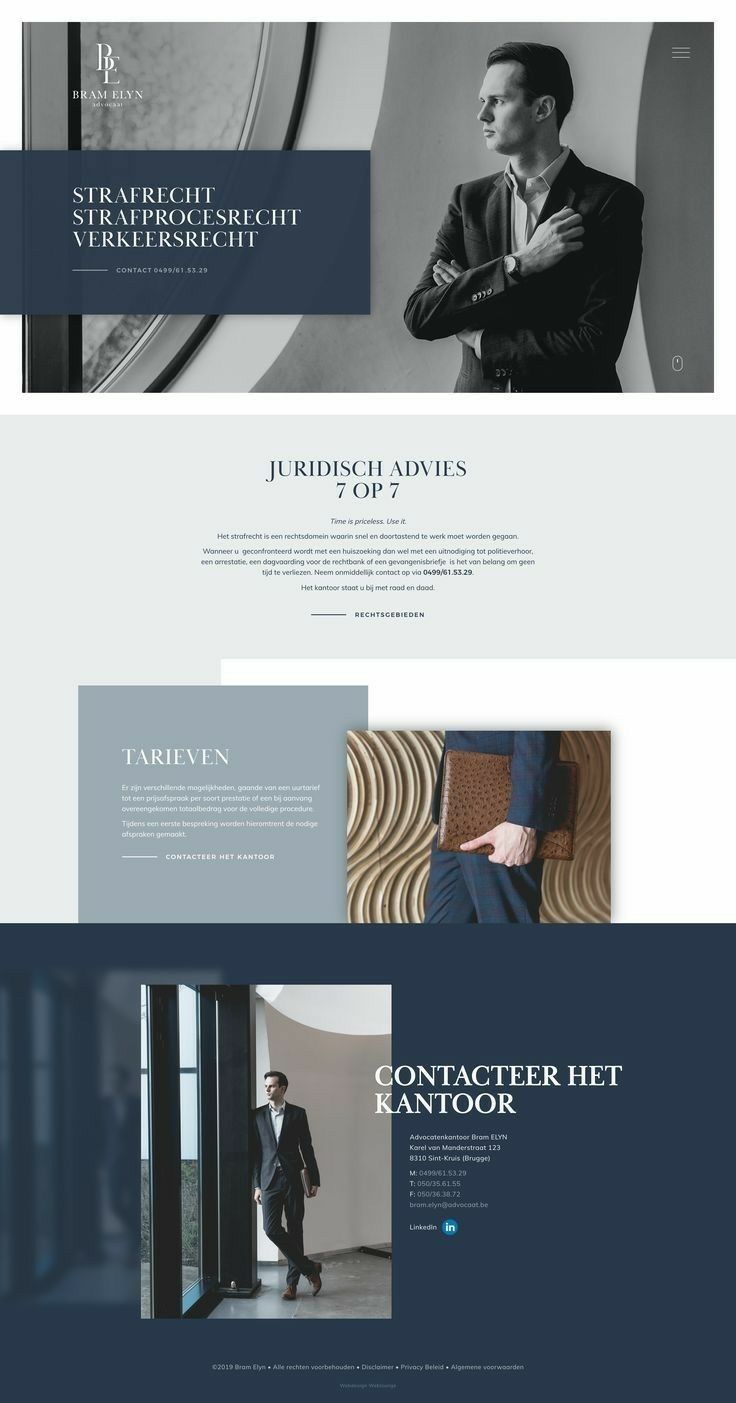 BE
BRAM ELYN
advocaat
STRAFRECHT
STRAFPROCESRECHT
VERKEERSRECHT
CONTACT 0499/61.53.29
JURIDISCH ADVIES
7 OP 7
Time is priceless. Use it.
Het strafrecht is een rechtsdomein waarin snel en doortastend te werk moet worden gegaan.
Wanneer u geconfronteerd wordt met een huiszoeking dan wel met een uitnodiging tot politieverhoor,
een arrestatie, een dagvaarding voor de rechtbank of een gevangenisbriefje is het van belang om geen
tijd te verliezen. Neem onmiddellijk contact op via 0499/61.53.29.
Het kantoor staat u bij met raad en daad.
RECHTSGEBIEDEN
TARIEVEN
Er zijn verschillende mogelijkheden, gaande van een uurtarief
tot een prijsafspraak per soort prestatie of een bij aanvang
overeengekomen totaalbedrag voor de volledige procedure.
Tijdens een eerste bespreking worden hieromtrent de nodige
afspraken gemaakt.
CONTACTEER HET KANTOOR
CONTACTEER HET
KANTOOR
Advocatenkantoor Bram ELYN
Karel van Manderstraat 123
8310 Sint-Kruis (Brugge)
M: 0499/61.53.29
T: 050/35.61.55
F: 050/36.38.72
bram.elyn@advocaat.be
LinkedIn in
©2019 Bram Elyn • Alle rechten voorbehouden • Disclaimer • Privacy Beleid • Algemene voorwaarden
Webdesign Weblounge